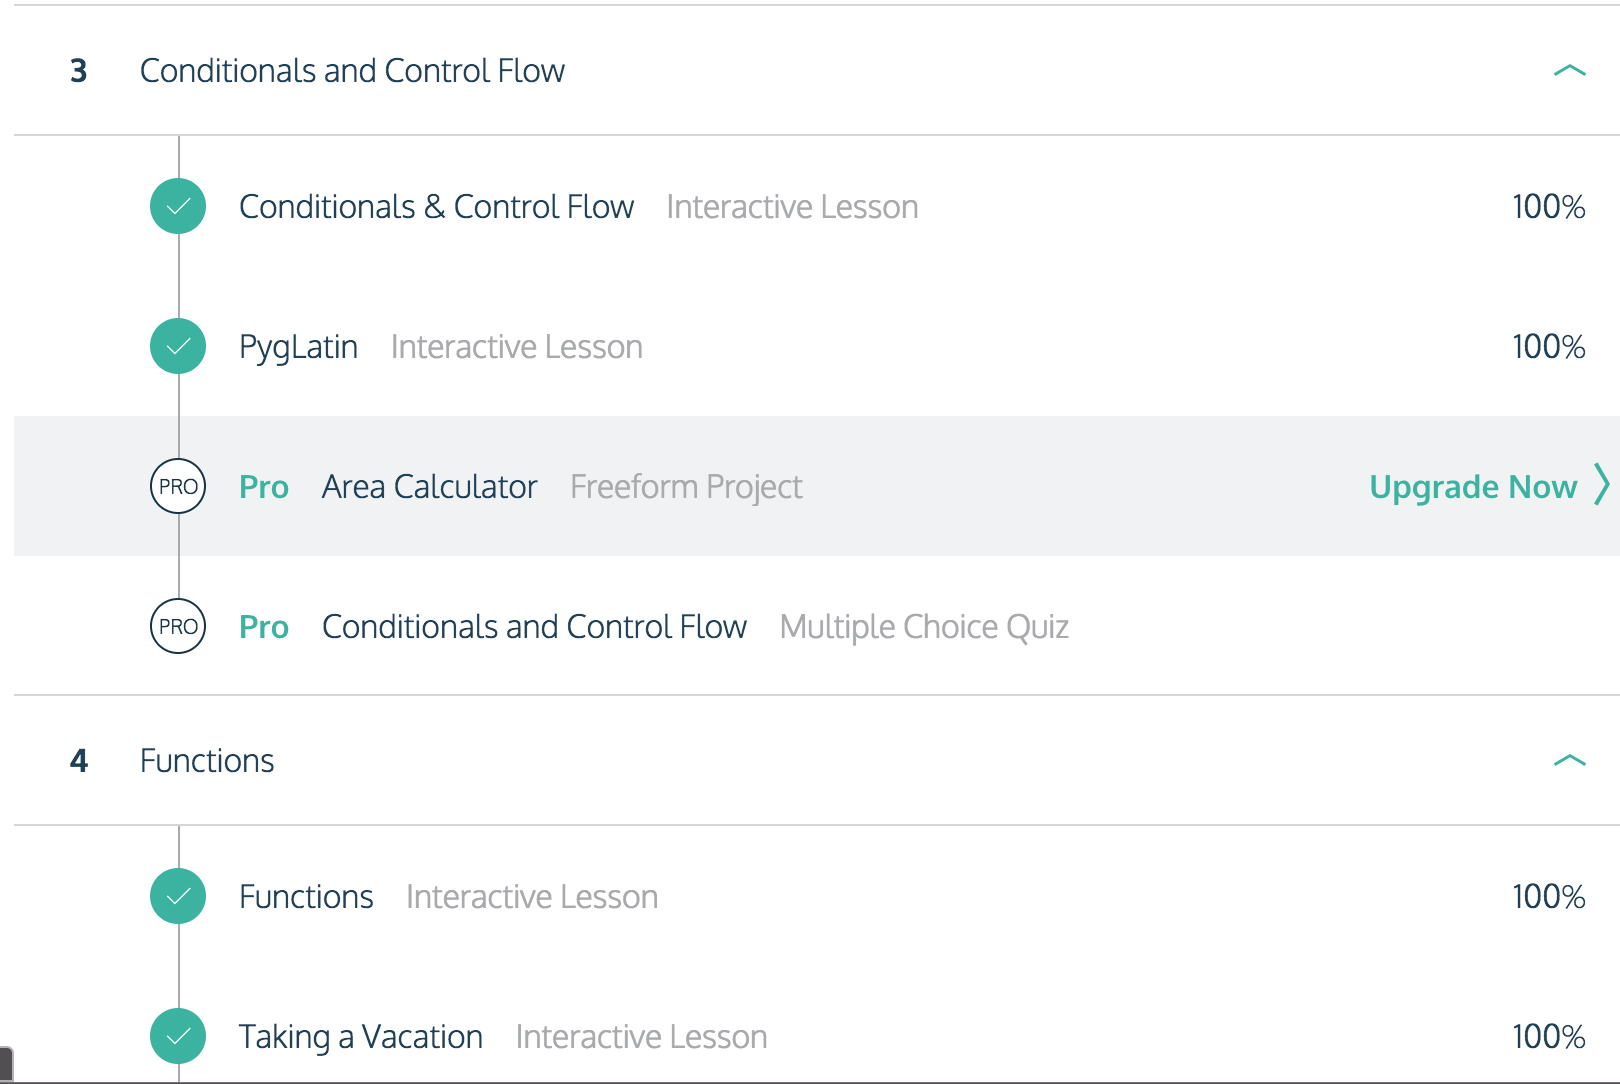 3 Conditionals and Control Flow
Conditionals & Control Flow Interactive Lesson 100%
PygLatin Interactive Lesson 100%
PRO Pro Area Calculator Freeform Project Upgrade Now
PRO Pro Conditionals and Control Flow Multiple Choice Quiz
4 Functions
Functions Interactive Lesson 100%
Taking a Vacation Interactive Lesson 100%